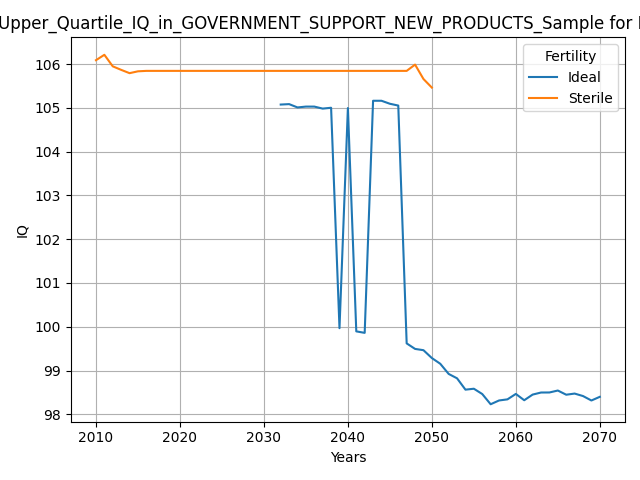 Upper_Quartile_IQ_in_GOVERNMENT_SUPPORT_NEW_PRODUCTS_Sample for
Fertility
Ideal
Sterile
106
105
104
103
102
101
100
99
98
IQ
2010 2020 2030 2040 2050 2060 2070
Years